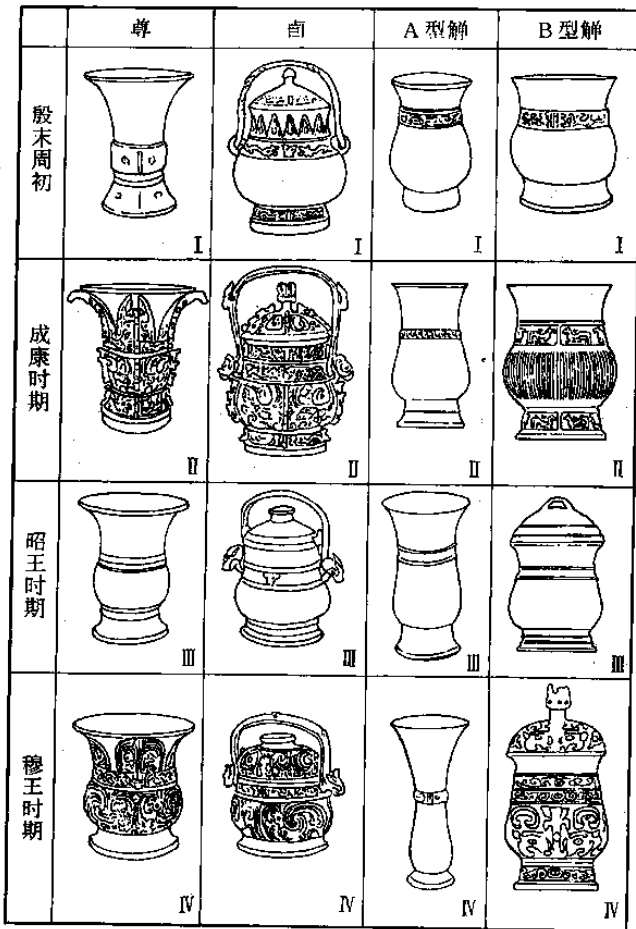 尊 卣 A型觯 B型觯
殷末周初
Ⅰ Ⅰ Ⅰ Ⅰ
成康时期
Ⅱ Ⅱ Ⅱ Ⅱ
昭王时期
Ⅲ Ⅲ Ⅲ Ⅲ
穆王时期
Ⅳ Ⅳ Ⅳ Ⅳ